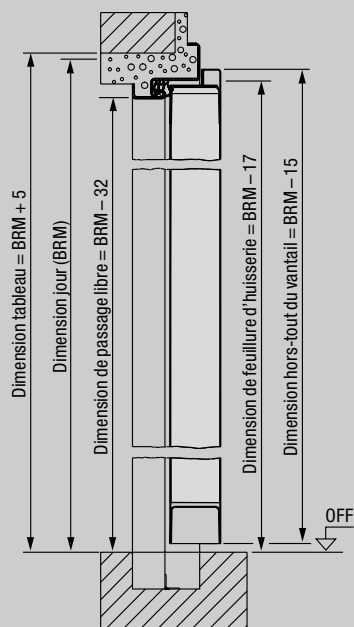 Dimension tableau = BRM + 5
Dimension jour (BRM)
Dimension de passage libre = BRM – 32
Dimension de feuillure d'huisserie = BRM – 17
Dimension hors-tout du vantail = BRM – 15
OFF